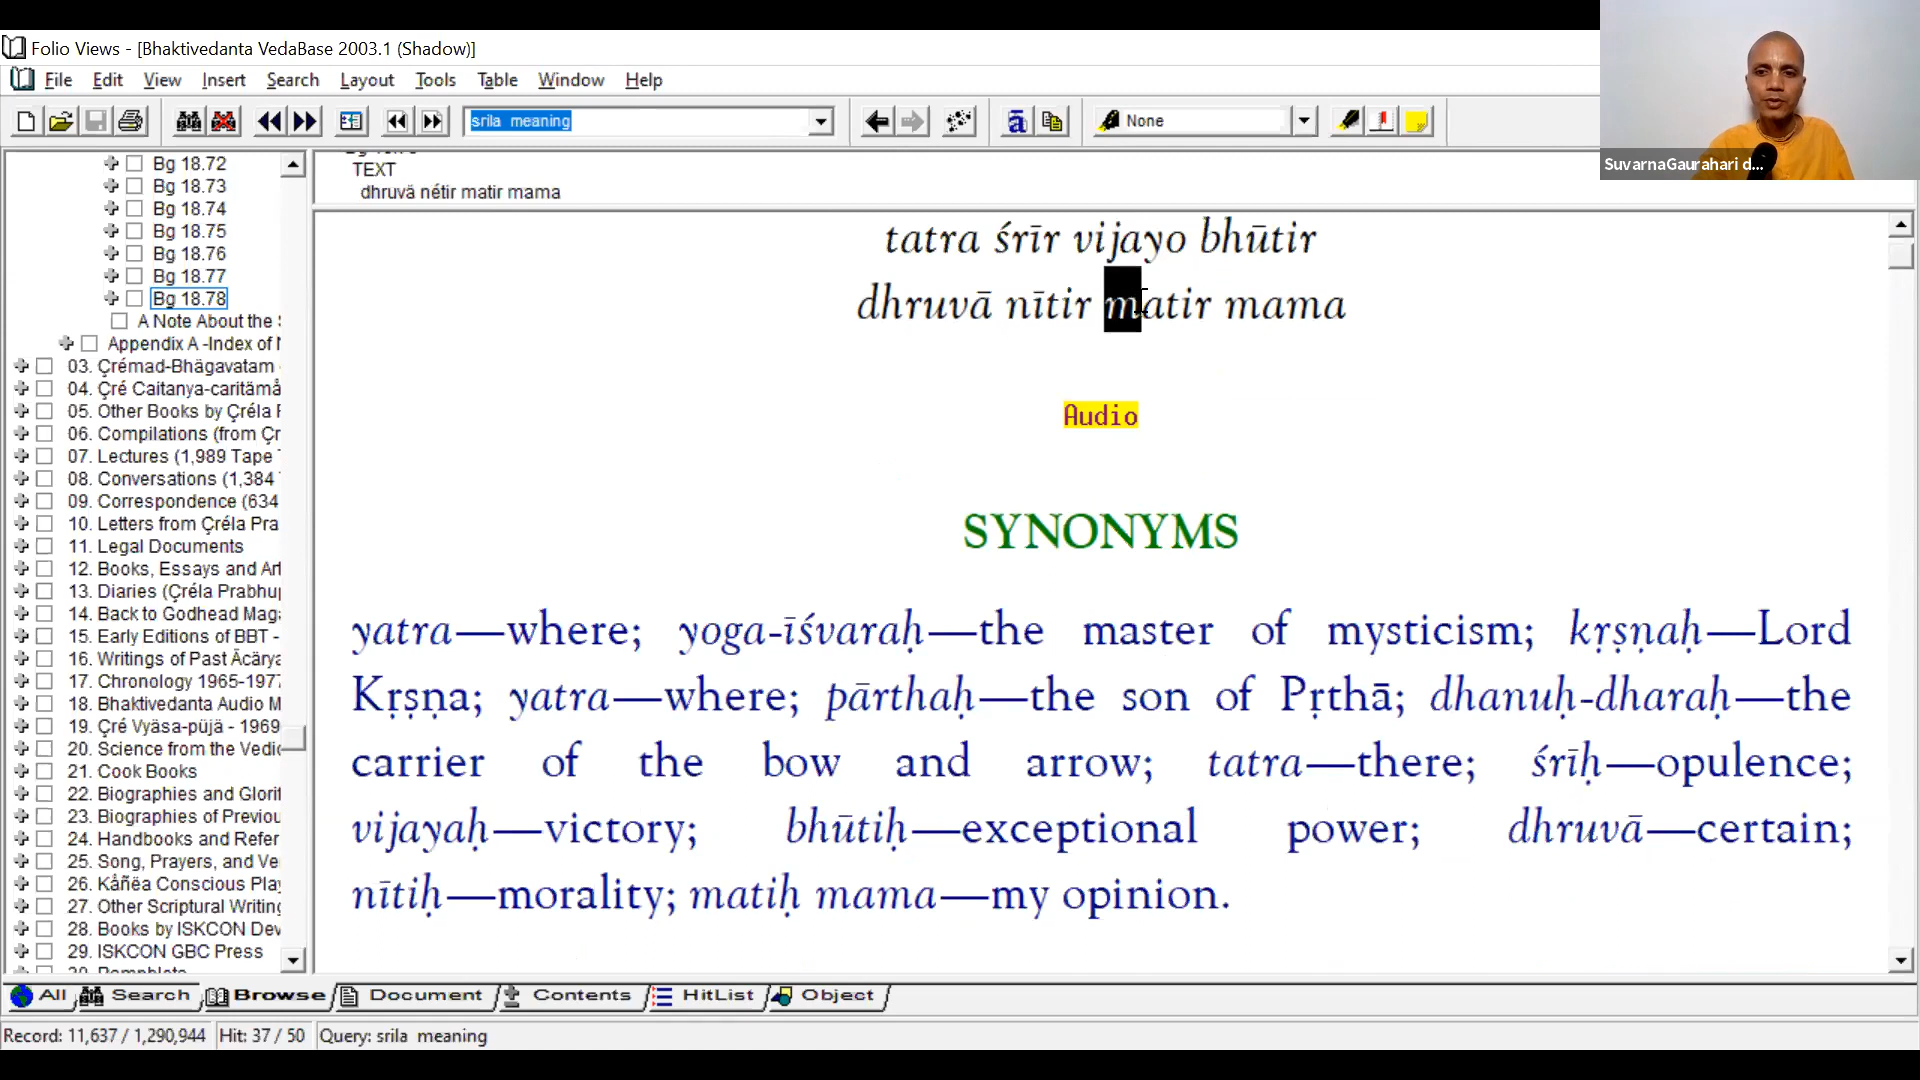 Folio Views - [Bhaktivedanta VedaBase 2003.1 (Shadow)]
File Edit View Insert Search Layout Tools Table Window Help
srila meaning
None
SuvarnaGaurahari d...
Bg 18.72
Bg 18.73
Bg 18.74
Bg 18.75
Bg 18.76
Bg 18.77
Bg 18.78
A Note About the
Appendix A -Index of
03. Çrémad-Bhägavatam
04. Çré Caitanya-caritämå
05. Other Books by Çréla
06. Compilations (from Çr
07. Lectures (1,989 Tape
08. Conversations (1,384
09. Correspondence (634
10. Letters from Çréla Pra
11. Legal Documents
12. Books, Essays and Art
13. Diaries (Çréla Prabhu
14. Back to Godhead Mag
15. Early Editions of BBT -
16. Writings of Past Äcärya
17. Chronology 1965-1977
18. Bhaktivedanta Audio M
19. Çré Vyäsa-püjä - 1969
20. Science from the Vedi
21. Cook Books
22. Biographies and Glorif
23. Biographies of Previou
24. Handbooks and Refer
25. Song, Prayers, and Ve
26. Kåñëa Conscious Play
27. Other Scriptural Writing
28. Books by ISKCON Dev
29. ISKCON GBC Press
TEXT
dhruvä nétir matir mama
tatra śrīr vijayo bhūtir
dhruvā nītir matir mama
Audio
SYNONYMS
yatra—where; yoga-īśvaraḥ—the master of mysticism; kṛṣṇaḥ—Lord
Kṛṣṇa; yatra—where; pārthaḥ—the son of Pṛthā; dhanuḥ-dharaḥ—the
carrier of the bow and arrow; tatra—there; śrīḥ—opulence;
vijayaḥ—victory; bhūtiḥ—exceptional power; dhruvā—certain;
nītiḥ—morality; matiḥ mama—my opinion.
All Search Browse Document Contents HitList Object
Record: 11,637 / 1,290,944 Hit: 37 / 50 Query: srila meaning